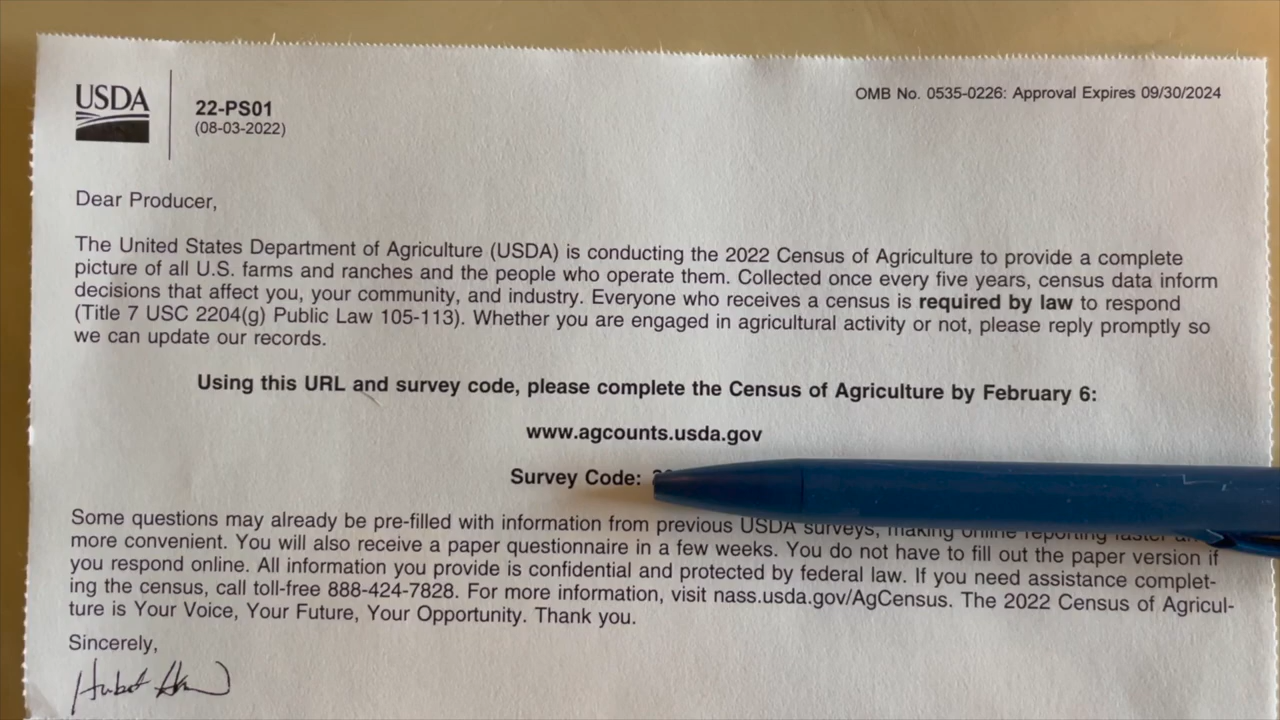 USDA
22-PS01
(08-03-2022)
OMB No. 0535-0226: Approval Expires 09/30/2024
Dear Producer,
The United States Department of Agriculture (USDA) is conducting the 2022 Census of Agriculture to provide a complete
picture of all U.S. farms and ranches and the people who operate them. Collected once every five years, census data inform
decisions that affect you, your community, and industry. Everyone who receives a census is required by law to respond
(Title 7 USC 2204(g) Public Law 105-113). Whether you are engaged in agricultural activity or not, please reply promptly so
we can update our records.
Using this URL and survey code, please complete the Census of Agriculture by February 6:
www.agcounts.usda.gov
Survey Code:
Some questions may already be pre-filled with information from previous USDA surveys, making online reporting faster
more convenient. You will also receive a paper questionnaire in a few weeks. You do not have to fill out the paper version if
you respond online. All information you provide is confidential and protected by federal law. If you need assistance complet-
ing the census, call toll-free 888-424-7828. For more information, visit nass.usda.gov/AgCensus. The 2022 Census of Agricul-
ture is Your Voice, Your Future, Your Opportunity. Thank you.
Sincerely,